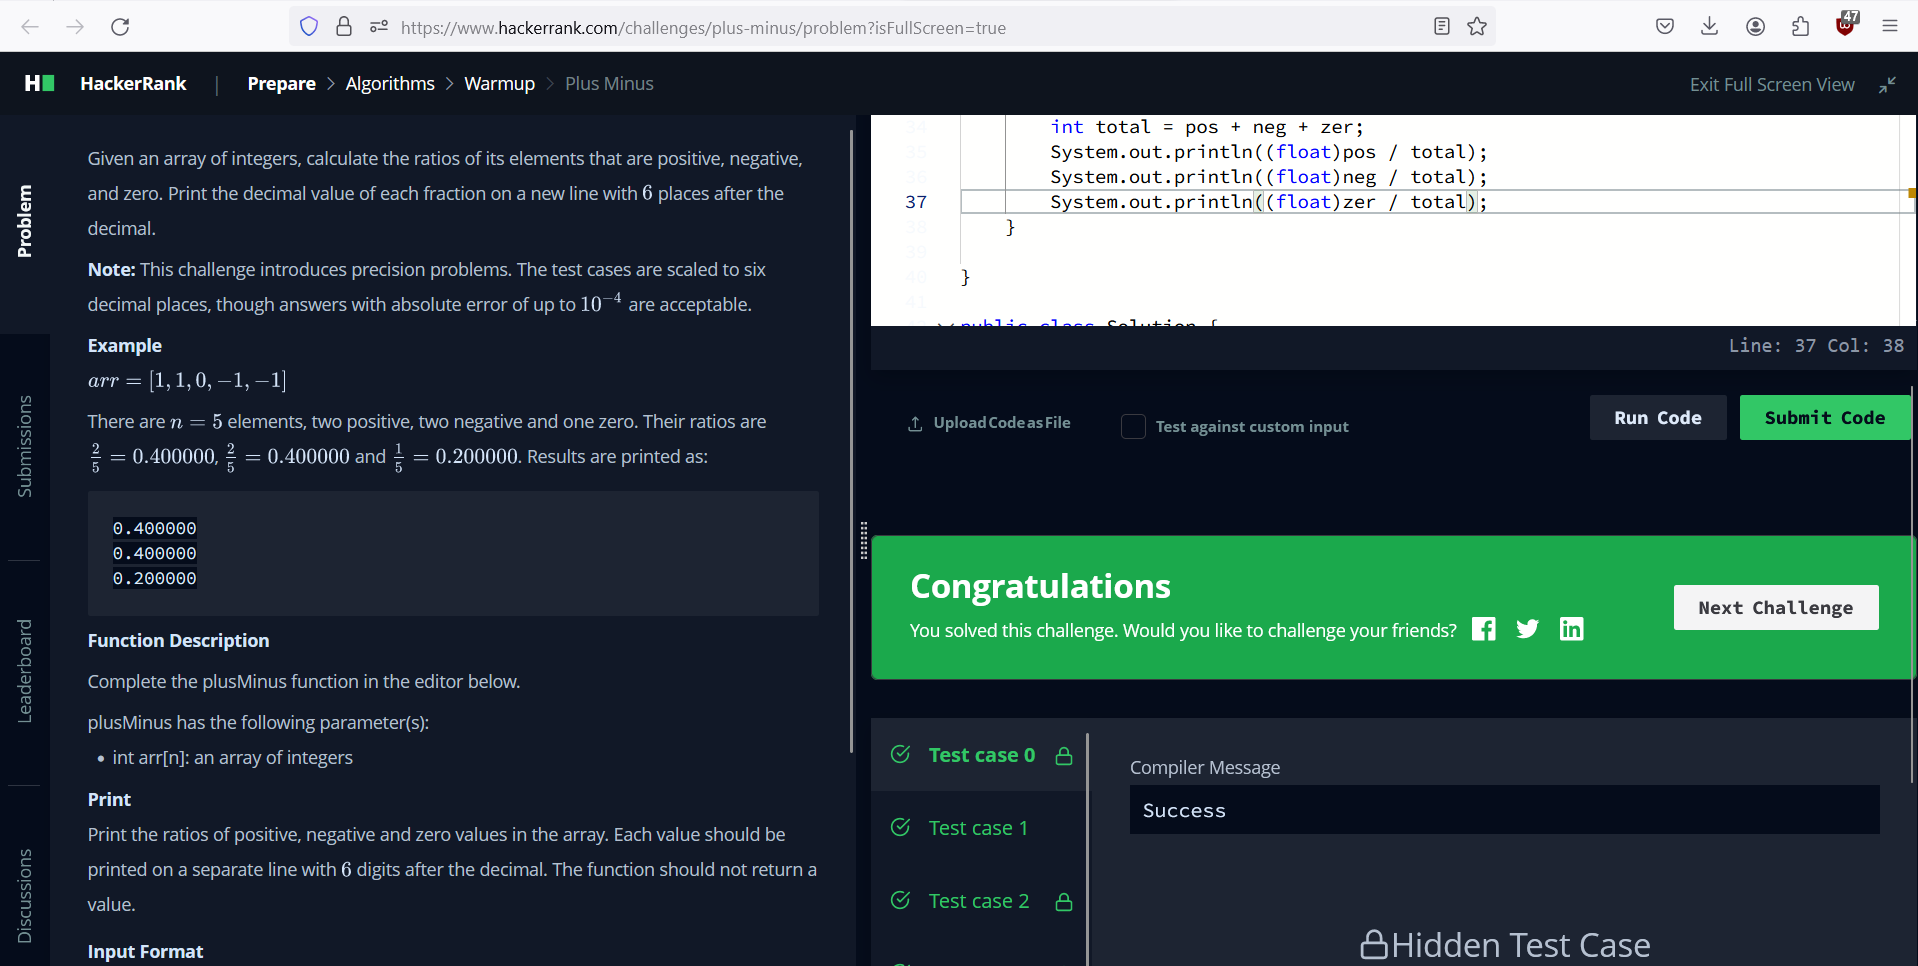 https://www.hackerrank.com/challenges/plus-minus/problem?isFullScreen=true
47
H
HackerRank | Prepare > Algorithms > Warmup > Plus Minus
Exit Full Screen View
Problem
Submissions
Leaderboard
Discussions
Given an array of integers, calculate the ratios of its elements that are positive, negative,
and zero. Print the decimal value of each fraction on a new line with 6 places after the
decimal.
Note: This challenge introduces precision problems. The test cases are scaled to six
decimal places, though answers with absolute error of up to 10⁻⁴ are acceptable.
Example
arr = [1, 1, 0, −1, −1]
There are n = 5 elements, two positive, two negative and one zero. Their ratios are
2/5 = 0.400000, 2/5 = 0.400000 and 1/5 = 0.200000. Results are printed as:
0.400000
0.400000
0.200000
Function Description
Complete the plusMinus function in the editor below.
plusMinus has the following parameter(s):
• int arr[n]: an array of integers
Print
Print the ratios of positive, negative and zero values in the array. Each value should be
printed on a separate line with 6 digits after the decimal. The function should not return a
value.
Input Format
34 int total = pos + neg + zer;
35 System.out.println((float)pos / total);
36 System.out.println((float)neg / total);
37 System.out.println((float)zer / total);
38 }
39
40 }
41
public class Solution {
Line: 37 Col: 38
Upload Code as File
Test against custom input
Run Code
Submit Code
Congratulations
You solved this challenge. Would you like to challenge your friends?
Next Challenge
Test case 0
Test case 1
Test case 2
Compiler Message
Success
Hidden Test Case